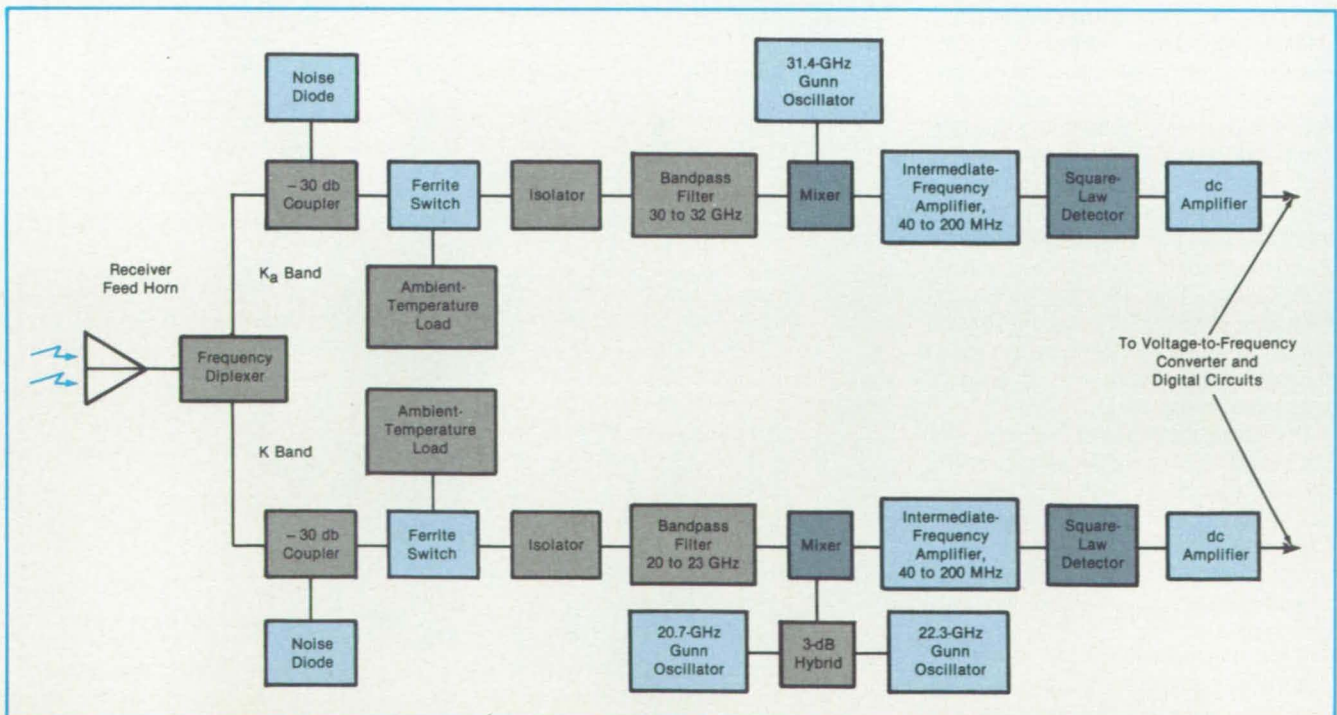 Noise
Diode
31.4-GHz
Gunn
Oscillator
– 30 db
Coupler
Ferrite
Switch
Isolator
Bandpass
Filter
30 to 32 GHz
Mixer
Intermediate-
Frequency
Amplifier,
40 to 200 MHz
Square-
Law
Detector
dc
Amplifier
Receiver
Feed Horn
Ka Band
Ambient-
Temperature
Load
Frequency
Diplexer
To Voltage-to-Frequency
Converter and
Digital Circuits
K Band
Ambient-
Temperature
Load
– 30 db
Coupler
Ferrite
Switch
Isolator
Bandpass
Filter
20 to 23 GHz
Mixer
Intermediate-
Frequency
Amplifier,
40 to 200 MHz
Square-
Law
Detector
dc
Amplifier
Noise
Diode
20.7-GHz
Gunn
Oscillator
3-dB
Hybrid
22.3-GHz
Gunn
Oscillator